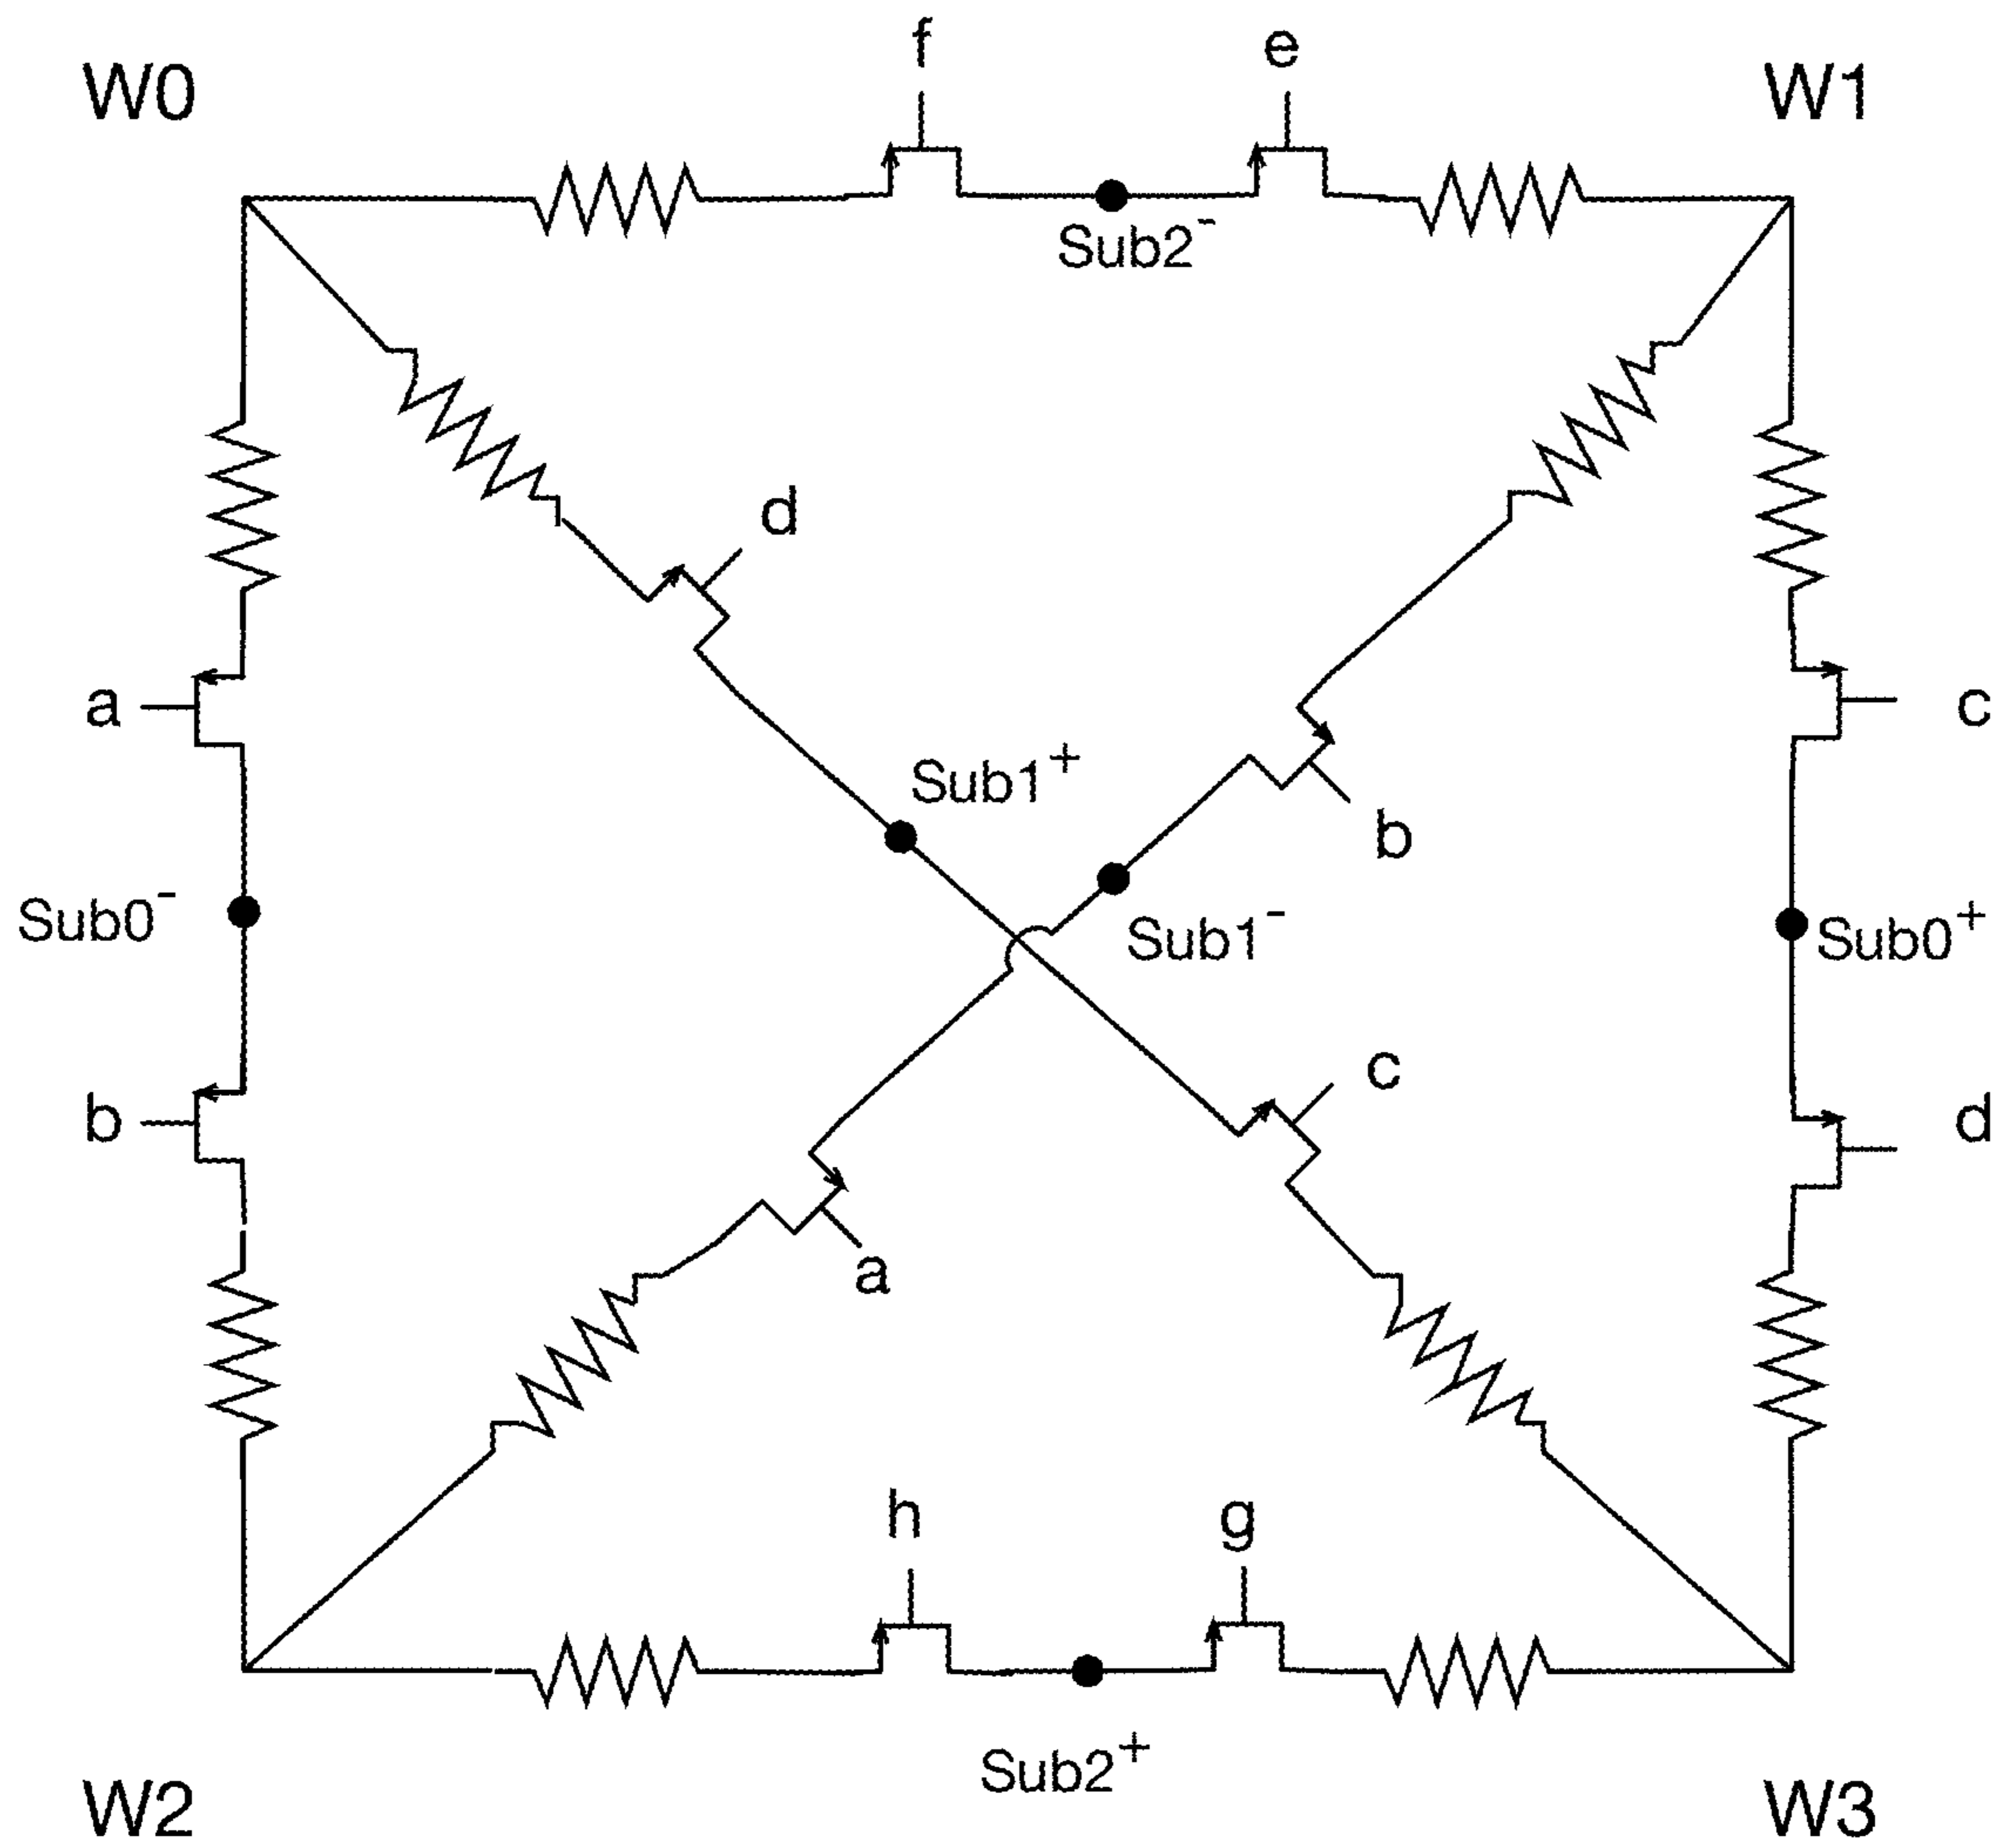 f e
W0 W1
Sub2⁻
d
a c
Sub1⁺
b
Sub0⁻ Sub1⁻ Sub0⁺
c
b d
a
h g
Sub2⁺
W2 W3